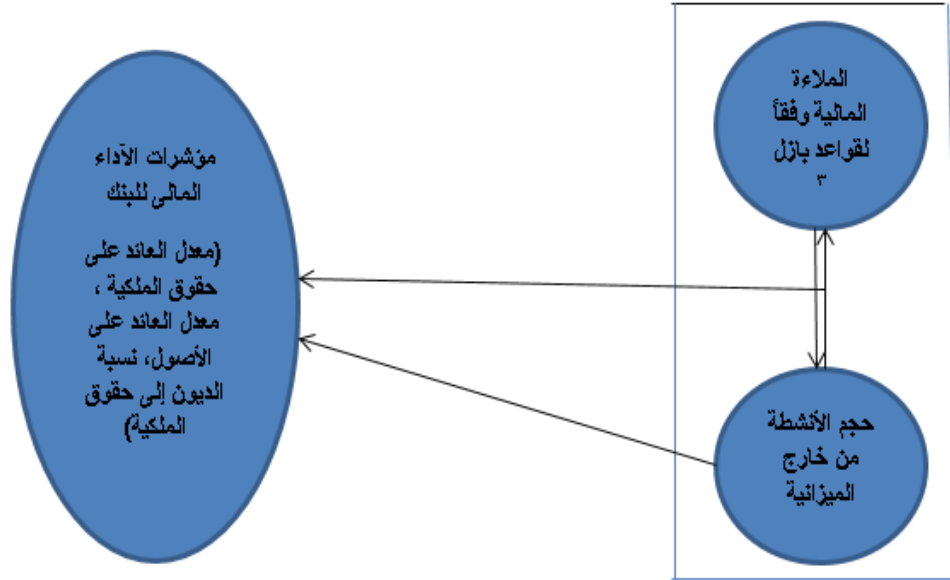 الملاءة
المالية وفقاً
لقواعد بازل
٣
مؤشرات الآداء
المالى للبنك
(معدل العائد على
حقوق الملكية ،
معدل العائد على
الأصول، نسبة
الديون إلى حقوق
الملكية)
حجم الأنشطة
من خارج
الميزانية